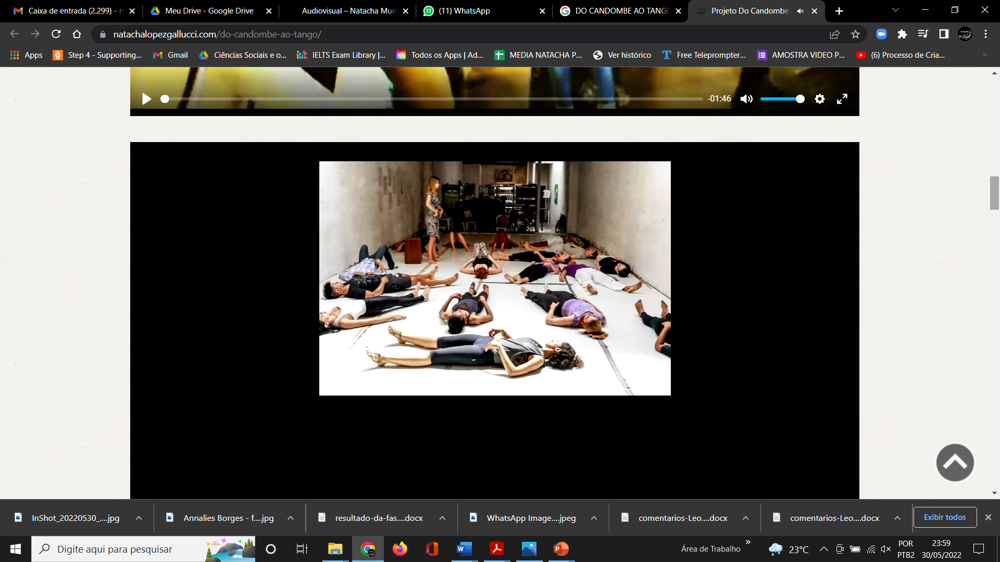 Caixa de entrada (2.299) - n
Meu Drive - Google Drive
Audiovisual – Natacha Muri
(11) WhatsApp
DO CANDOMBE AO TANGO
Projeto Do Candombe
natachalopezgallucci.com/do-candombe-ao-tango/
Apps
Step 4 - Supporting...
Gmail
Ciências Sociais e o...
IELTS Exam Library |...
Todos os Apps | Ad...
MEDIA NATACHA P...
Ver histórico
Free Teleprompter...
AMOSTRA VIDEO P...
(6) Processo de Cria...
»
-01:46
InShot_20220530_....jpg
Annalies Borges - f....jpg
resultado-da-fas....docx
WhatsApp Image....jpeg
comentarios-Leo....docx
comentarios-Leo....docx
Exibir todos
Digite aqui para pesquisar
Área de Trabalho
»
23°C
POR
PTB2
23:59
30/05/2022